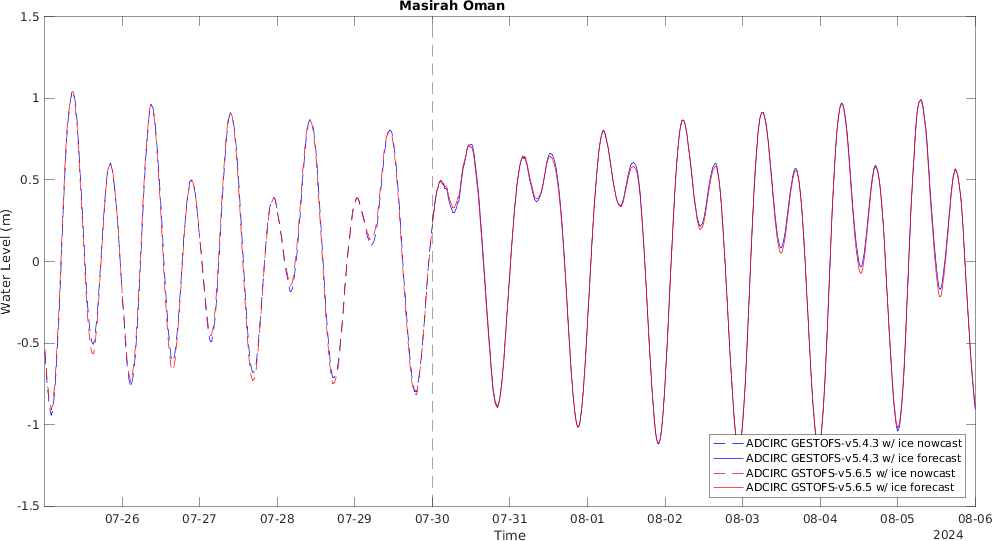 Masirah Oman
1.5
1
0.5
0
-0.5
-1
-1.5
Water Level (m)
ADCIRC GESTOFS-v5.4.3 w/ ice nowcast
ADCIRC GESTOFS-v5.4.3 w/ ice forecast
ADCIRC GSTOFS-v5.6.5 w/ ice nowcast
ADCIRC GSTOFS-v5.6.5 w/ ice forecast
07-26 07-27 07-28 07-29 07-30 07-31 08-01 08-02 08-03 08-04 08-05 08-06
Time 2024